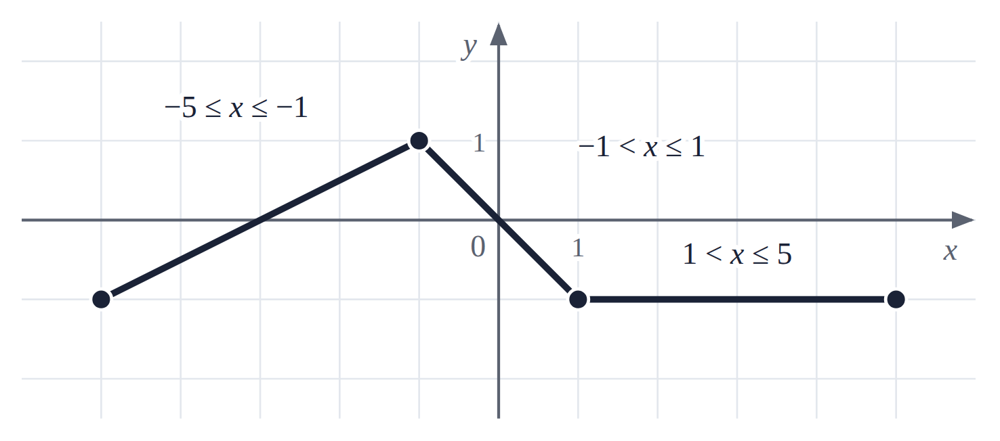 y
−5 ≤ x ≤ −1
1
−1 < x ≤ 1
0
1
1 < x ≤ 5
x